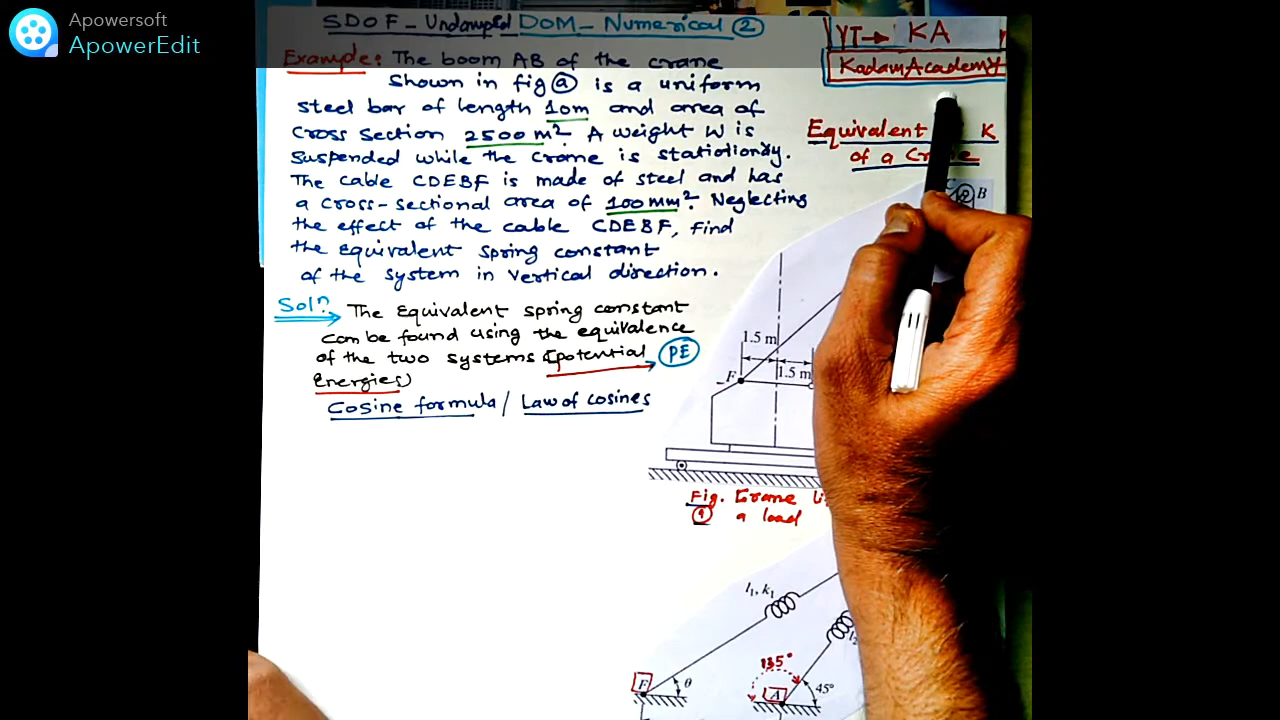 Apowersoft
ApowerEdit
SDOF - Undamped DOM - Numerical ②
YT→ KA
KadamAcademy
Example: The boom AB of the crane
shown in fig ⓐ is a uniform
steel bar of length 10m and area of
cross section 2500 m². A weight W is
suspended while the crane is stationary.
The cable CDEBF is made of steel and has
a cross-sectional area of 100mm². Neglecting
the effect of the cable CDEBF, Find
the equivalent spring constant
of the system in vertical direction.
Equivalent K
of a
C B
Soln → The equivalent spring constant
can be found using the equivalence
of the two systems (potential → PE
Energies)
Cosine formula / Law of cosines
1.5 m
1.5 m
F
Fig. Crane
ⓐ a load
l₁, k₁
135°
F θ A 45°